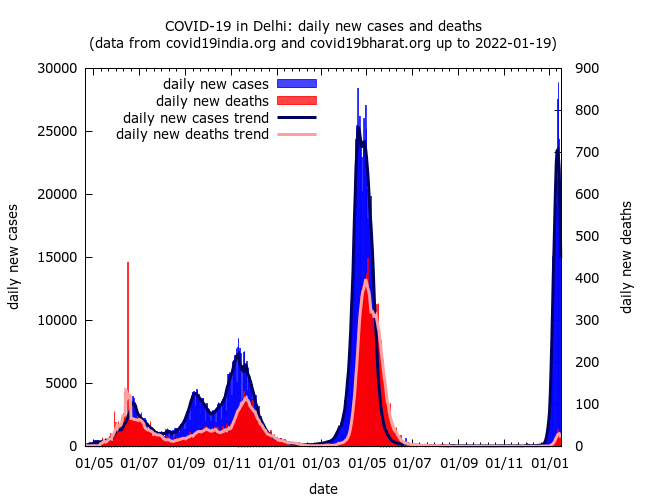 COVID-19 in Delhi: daily new cases and deaths
(data from covid19india.org and covid19bharat.org up to 2022-01-19)
daily new cases
daily new deaths
daily new cases trend
daily new deaths trend
30000
25000
20000
15000
10000
5000
0
900
800
700
600
500
400
300
200
100
0
daily new cases
daily new deaths
01/05 01/07 01/09 01/11 01/01 01/03 01/05 01/07 01/09 01/11 01/01
date